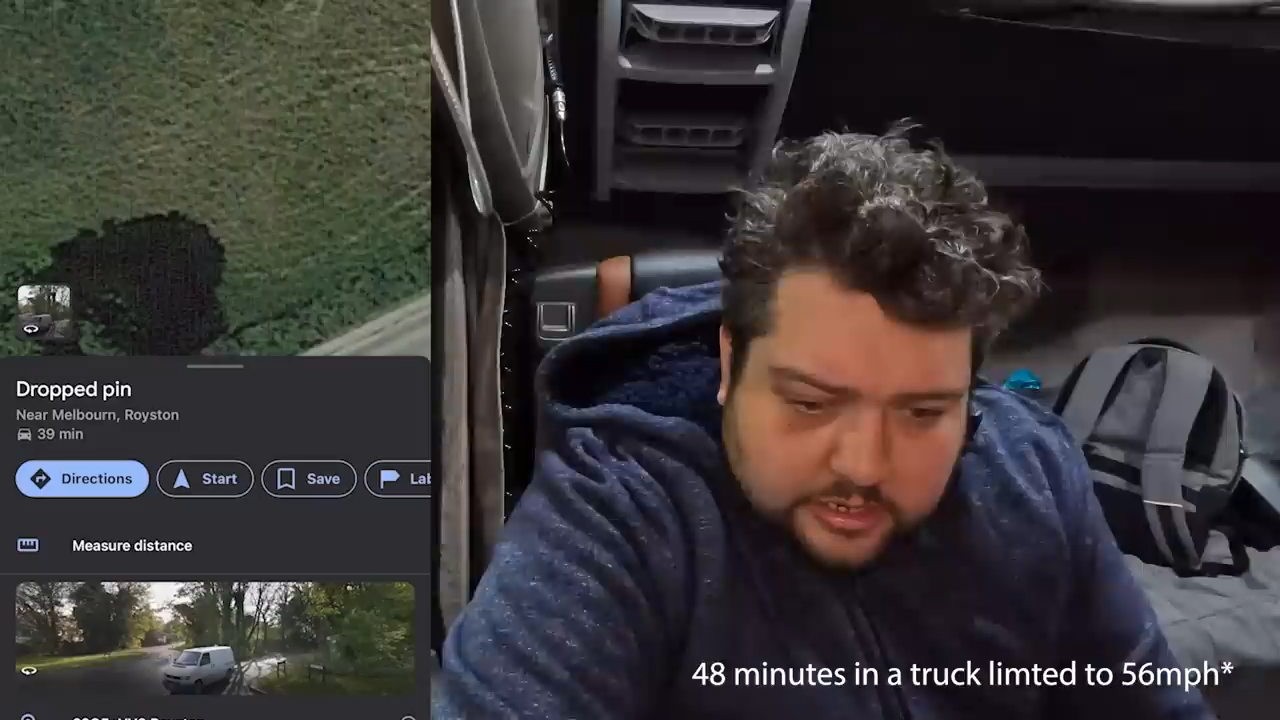 Dropped pin
Near Melbourn, Royston
39 min
Directions
Start
Save
Lab
Measure distance
48 minutes in a truck limted to 56mph*